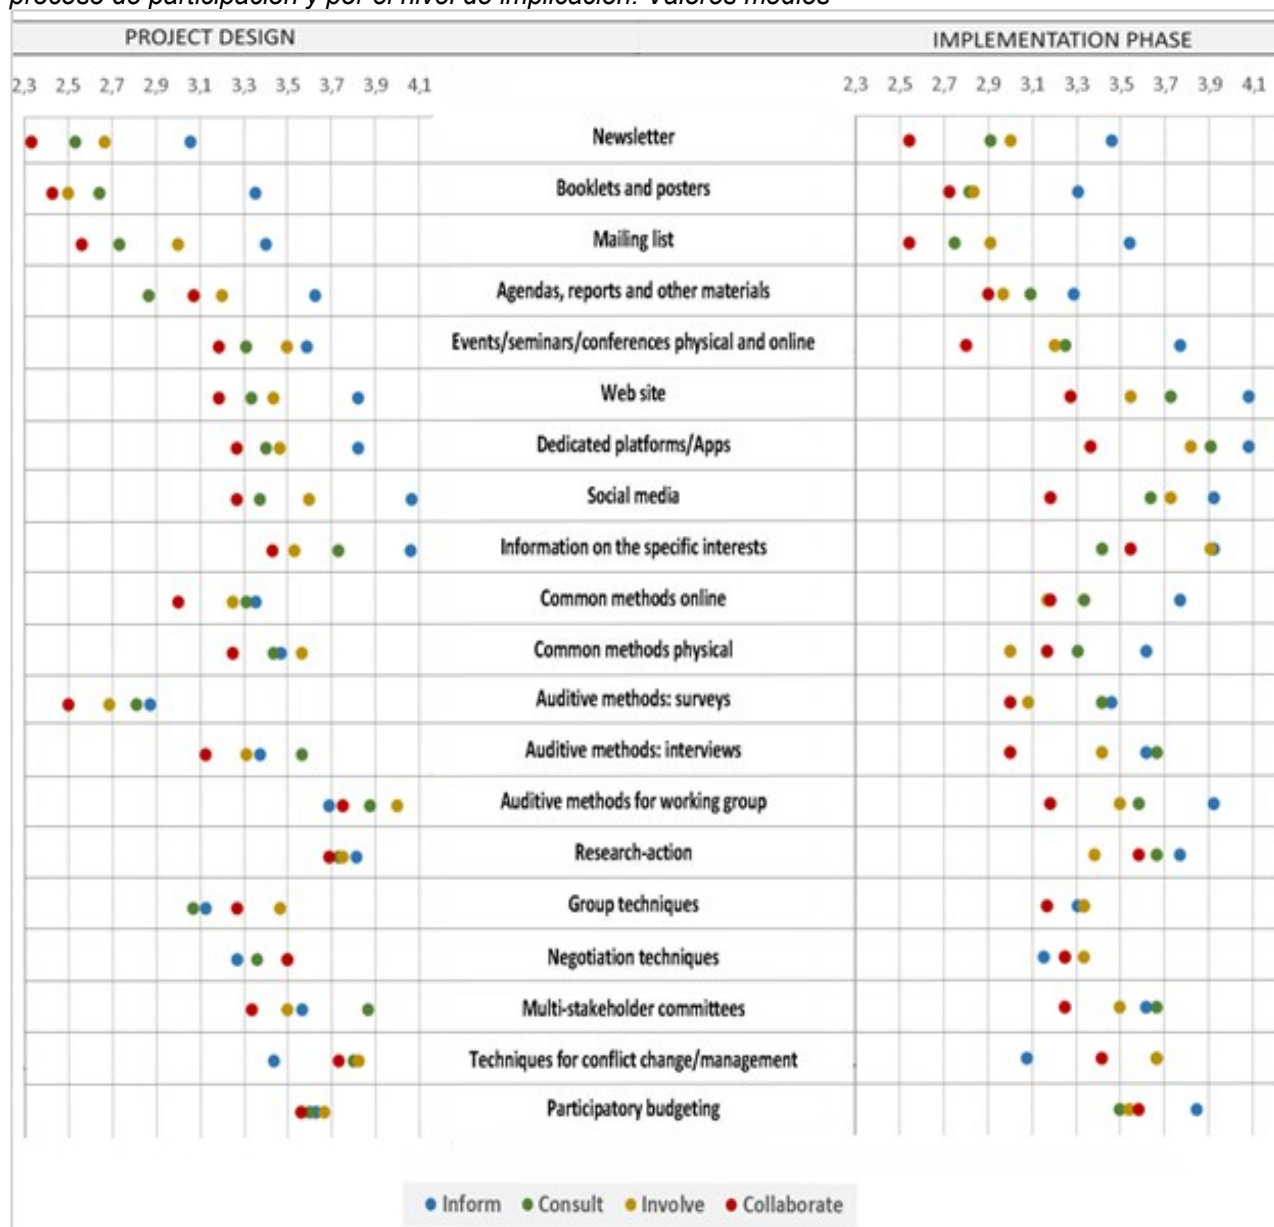 proceso de participación y por el nivel de implicación. Valores medios
PROJECT DESIGN IMPLEMENTATION PHASE
2,3 2,5 2,7 2,9 3,1 3,3 3,5 3,7 3,9 4,1 2,3 2,5 2,7 2,9 3,1 3,3 3,5 3,7 3,9 4,1
Newsletter
Booklets and posters
Mailing list
Agendas, reports and other materials
Events/seminars/conferences physical and online
Web site
Dedicated platforms/Apps
Social media
Information on the specific interests
Common methods online
Common methods physical
Auditive methods: surveys
Auditive methods: interviews
Auditive methods for working group
Research-action
Group techniques
Negotiation techniques
Multi-stakeholder committees
Techniques for conflict change/management
Participatory budgeting
Inform Consult Involve Collaborate